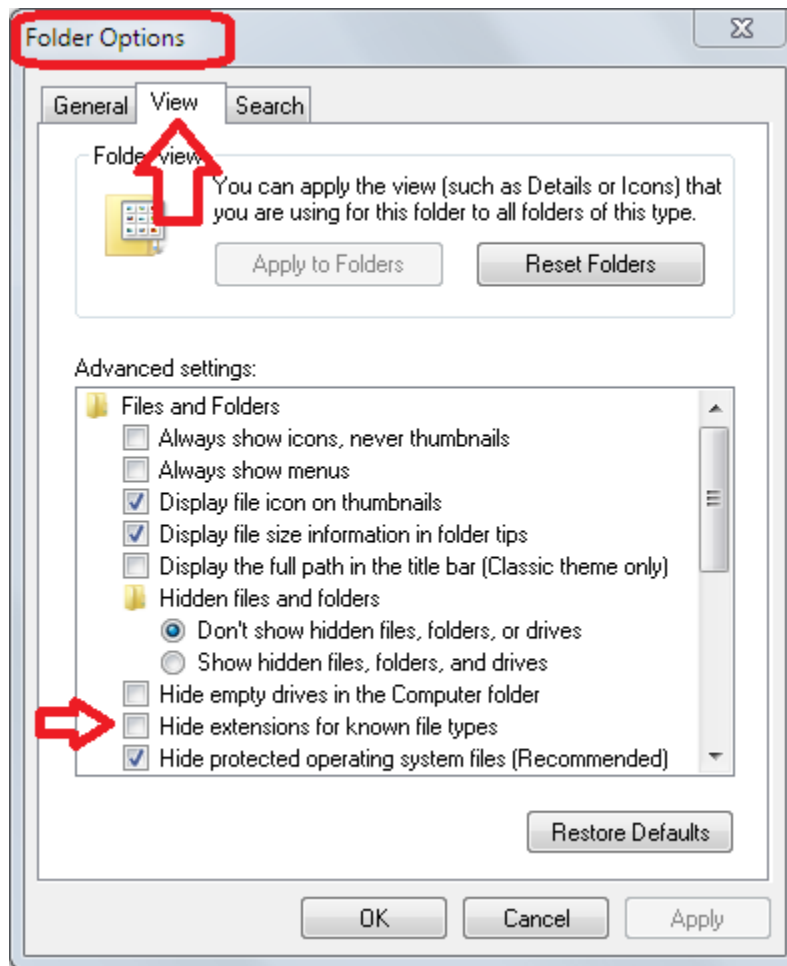 Folder Options
General View Search
Folder view
You can apply the view (such as Details or Icons) that
you are using for this folder to all folders of this type.
Apply to Folders Reset Folders
Advanced settings:
Files and Folders
Always show icons, never thumbnails
Always show menus
Display file icon on thumbnails
Display file size information in folder tips
Display the full path in the title bar (Classic theme only)
Hidden files and folders
Don't show hidden files, folders, or drives
Show hidden files, folders, and drives
Hide empty drives in the Computer folder
Hide extensions for known file types
Hide protected operating system files (Recommended)
Restore Defaults
OK Cancel Apply